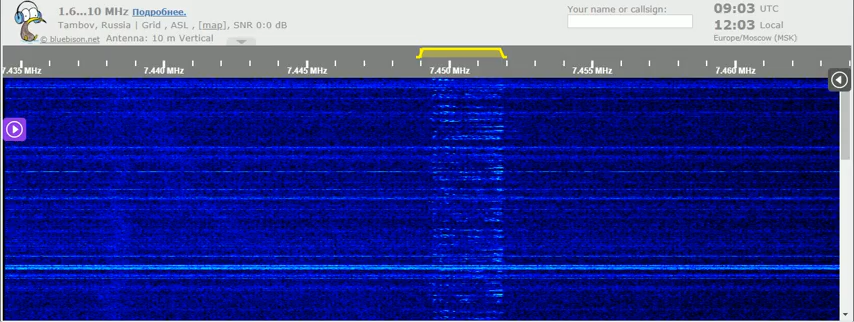 1.6...10 MHz Подробнее.
Tambov, Russia | Grid , ASL , [map], SNR 0:0 dB
© bluebison.net Antenna: 10 m Vertical
Your name or callsign:
09:03 UTC
12:03 Local
Europe/Moscow (MSK)
7.435 MHz 7.440 MHz 7.445 MHz 7.450 MHz 7.455 MHz 7.460 MHz